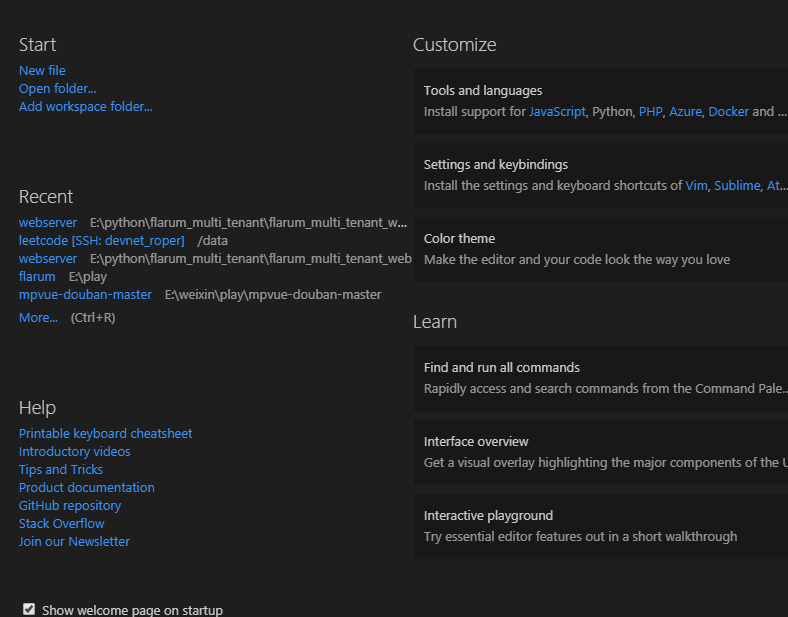 Start
New file
Open folder...
Add workspace folder...
Recent
webserver E:\python\flarum_multi_tenant\flarum_multi_tenant_w...
leetcode [SSH: devnet_roper] /data
webserver E:\python\flarum_multi_tenant\flarum_multi_tenant_web
flarum E:\play
mpvue-douban-master E:\weixin\play\mpvue-douban-master
More... (Ctrl+R)
Help
Printable keyboard cheatsheet
Introductory videos
Tips and Tricks
Product documentation
GitHub repository
Stack Overflow
Join our Newsletter
Show welcome page on startup
Customize
Tools and languages
Install support for JavaScript, Python, PHP, Azure, Docker and ...
Settings and keybindings
Install the settings and keyboard shortcuts of Vim, Sublime, At...
Color theme
Make the editor and your code look the way you love
Learn
Find and run all commands
Rapidly access and search commands from the Command Pale...
Interface overview
Get a visual overlay highlighting the major components of the U
Interactive playground
Try essential editor features out in a short walkthrough